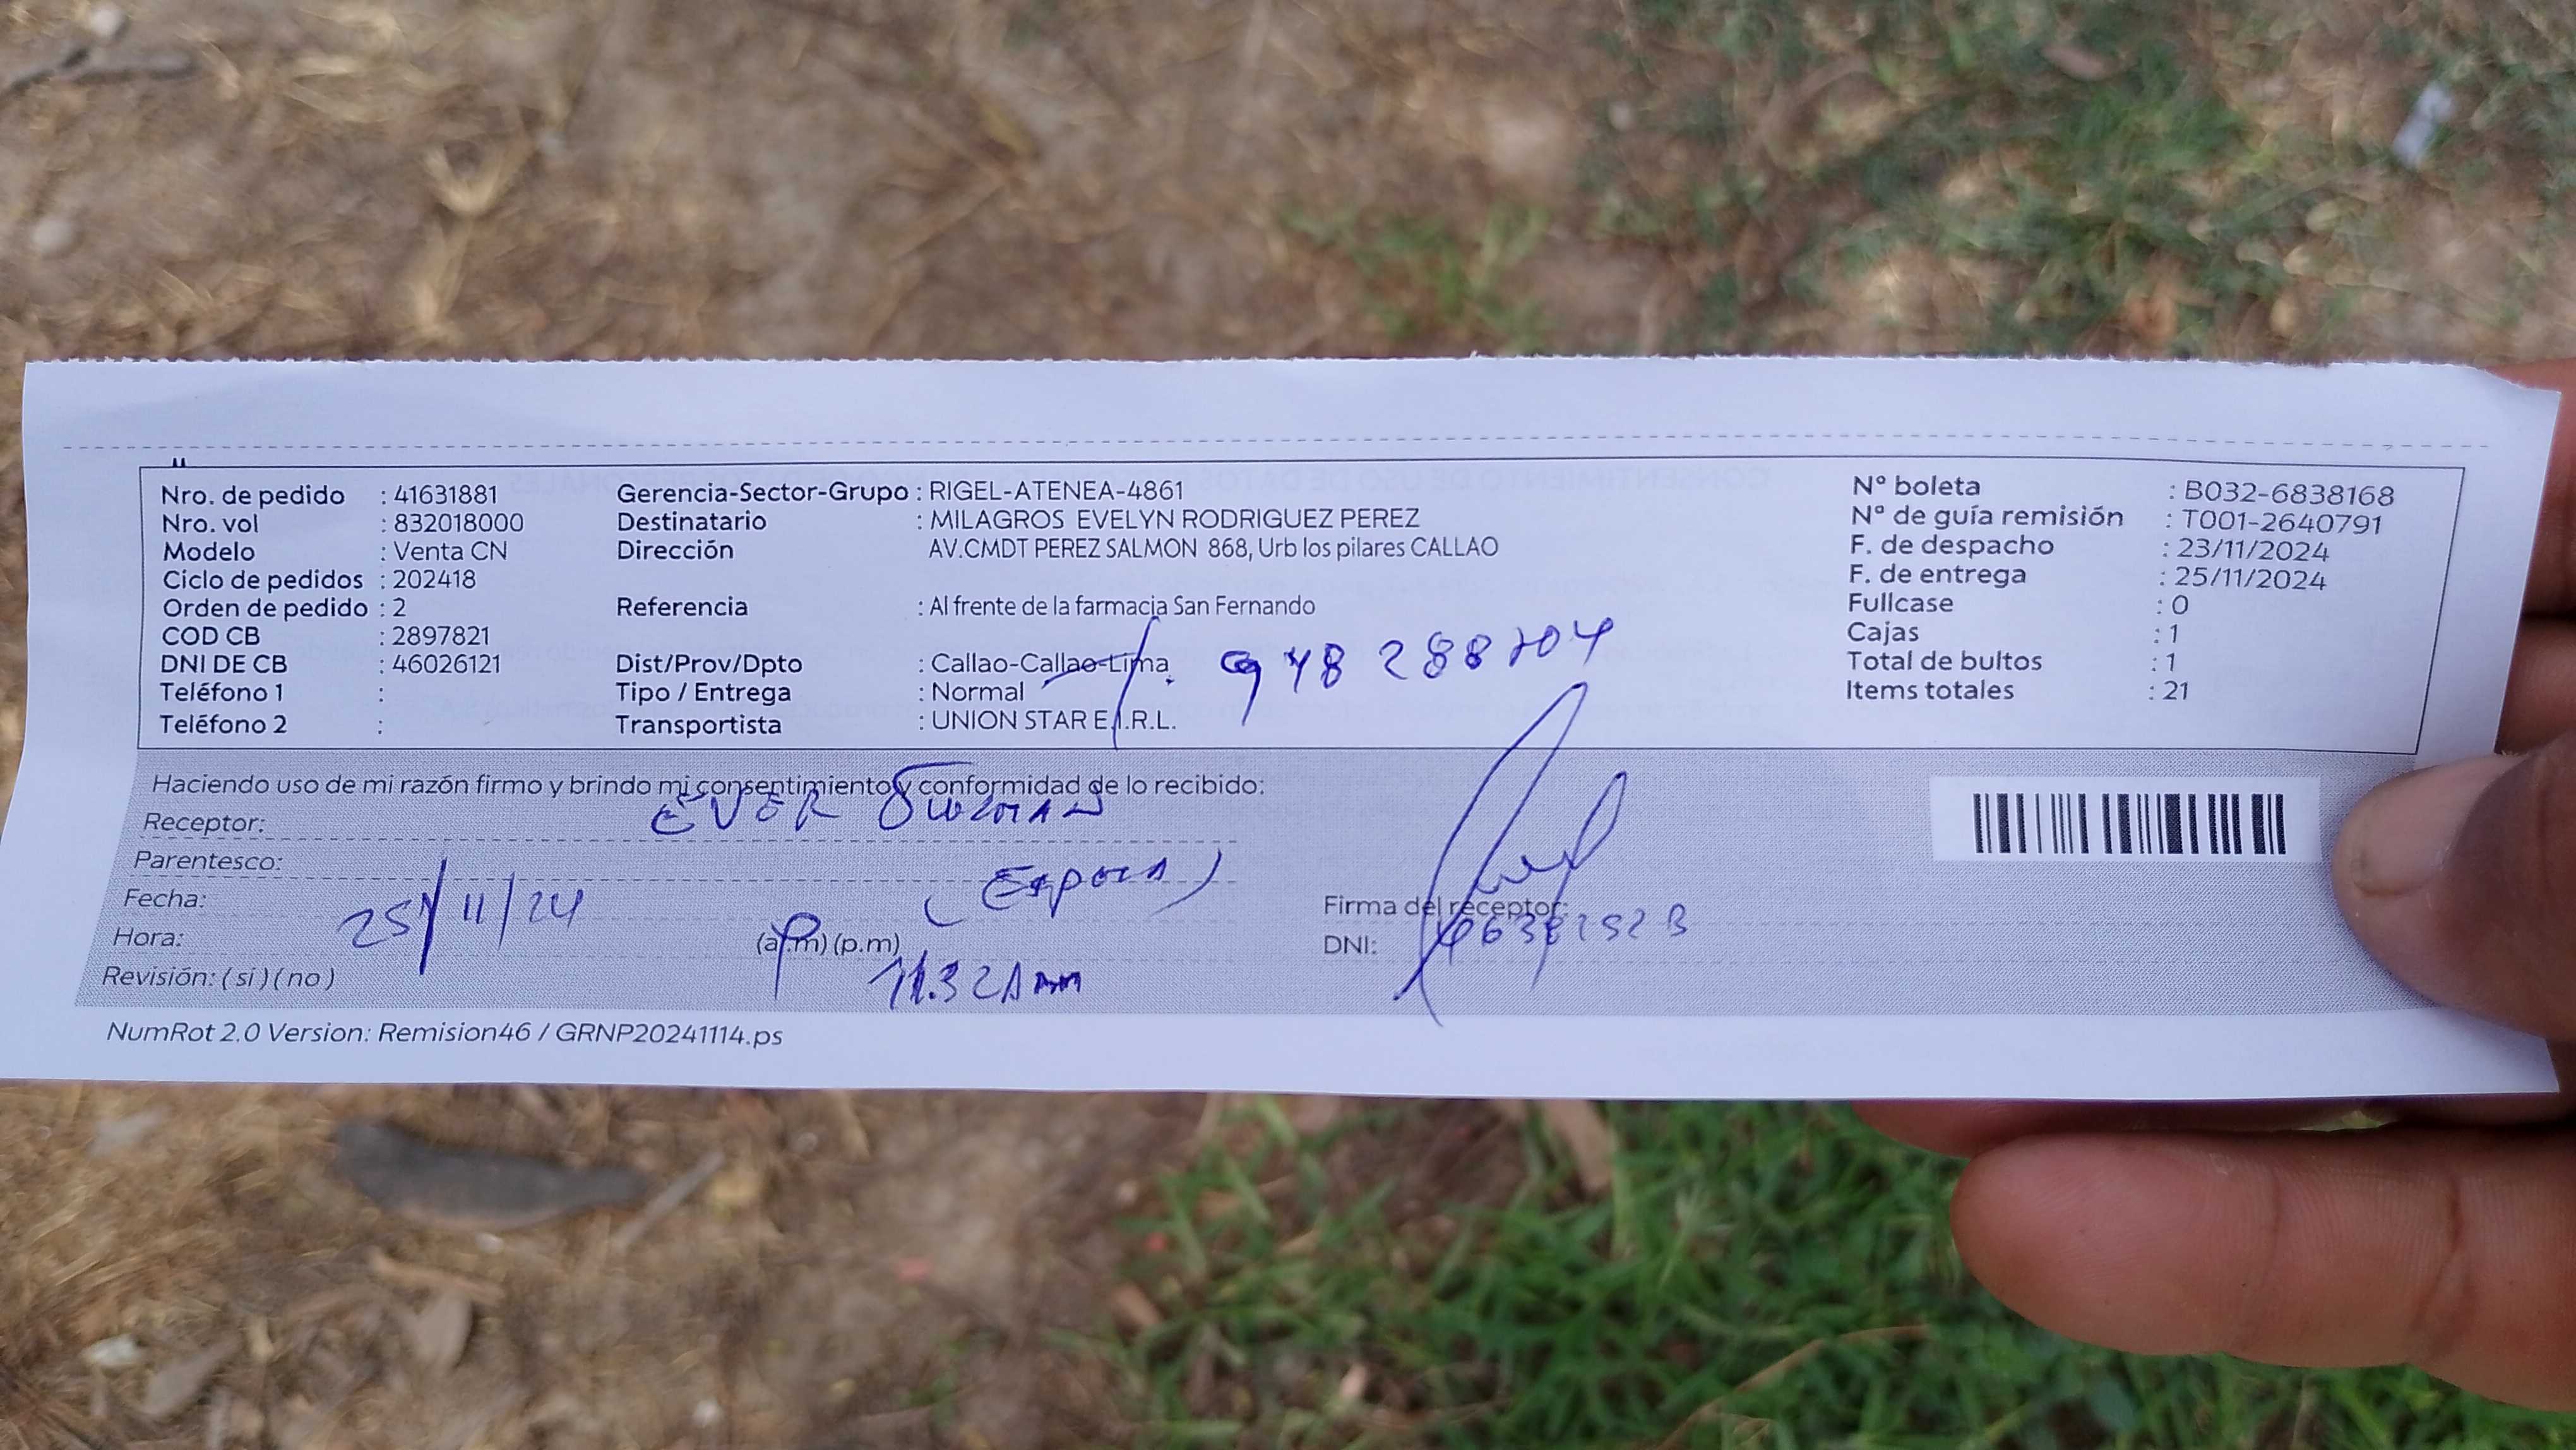 Nro. de pedido : 41631881
Nro. vol : 832018000
Modelo : Venta CN
Ciclo de pedidos : 202418
Orden de pedido : 2
COD CB : 2897821
DNI DE CB : 46026121
Teléfono 1 :
Teléfono 2 :
Gerencia-Sector-Grupo : RIGEL-ATENEA-4861
Destinatario : MILAGROS EVELYN RODRIGUEZ PEREZ
Dirección AV.CMDT PEREZ SALMON 868, Urb los pilares CALLAO
Referencia : Al frente de la farmacia San Fernando
Dist/Prov/Dpto : Callao-Callao-Lima
Tipo / Entrega : Normal
Transportista : UNION STAR E.I.R.L.
Nº boleta : B032-6838168
Nº de guía remisión : T001-2640791
F. de despacho : 23/11/2024
F. de entrega : 25/11/2024
Fullcase : 0
Cajas : 1
Total de bultos : 1
Items totales : 21
Haciendo uso de mi razón firmo y brindo mi consentimiento y conformidad de lo recibido:
Receptor: EVER
Parentesco:
Fecha: 25/11/24
Hora: (a.m) (p.m) 11.32Am
Revisión: ( si ) ( no )
Firma del receptor:
DNI:
NumRot 2.0 Version: Remision46 / GRNP20241114.ps